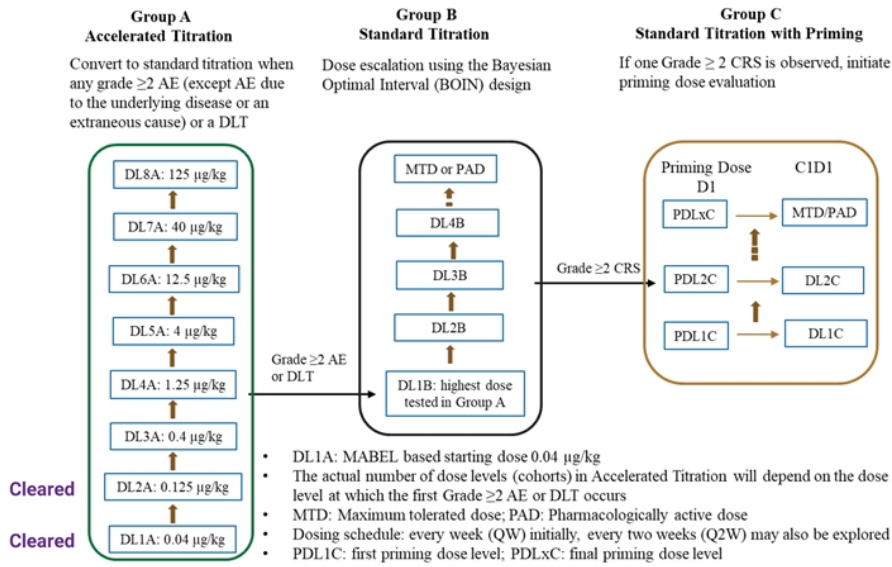 Group A
Accelerated Titration
Convert to standard titration when
any grade ≥2 AE (except AE due
to the underlying disease or an
extraneous cause) or a DLT
DL8A: 125 µg/kg
DL7A: 40 µg/kg
DL6A: 12.5 µg/kg
DL5A: 4 µg/kg
DL4A: 1.25 µg/kg
DL3A: 0.4 µg/kg
Cleared
DL2A: 0.125 µg/kg
Cleared
DL1A: 0.04 µg/kg
Grade ≥2 AE
or DLT
Group B
Standard Titration
Dose escalation using the Bayesian
Optimal Interval (BOIN) design
MTD or PAD
DL4B
DL3B
DL2B
DL1B: highest dose
tested in Group A
Grade ≥2 CRS
Group C
Standard Titration with Priming
If one Grade ≥ 2 CRS is observed, initiate
priming dose evaluation
Priming Dose
D1
C1D1
PDLxC
MTD/PAD
PDL2C
DL2C
PDL1C
DL1C
• DL1A: MABEL based starting dose 0.04 µg/kg
• The actual number of dose levels (cohorts) in Accelerated Titration will depend on the dose
level at which the first Grade ≥2 AE or DLT occurs
• MTD: Maximum tolerated dose; PAD: Pharmacologically active dose
• Dosing schedule: every week (QW) initially, every two weeks (Q2W) may also be explored
• PDL1C: first priming dose level; PDLxC: final priming dose level